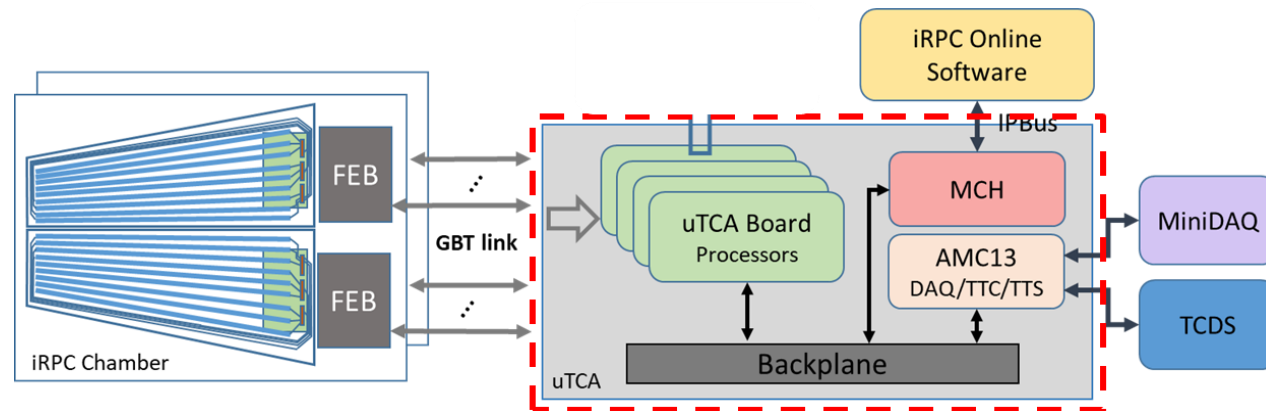 iRPC Online
Software
IPBus
FEB
MCH
uTCA Board
Processors
MiniDAQ
GBT link
AMC13
DAQ/TTC/TTS
FEB
TCDS
Backplane
iRPC Chamber
uTCA